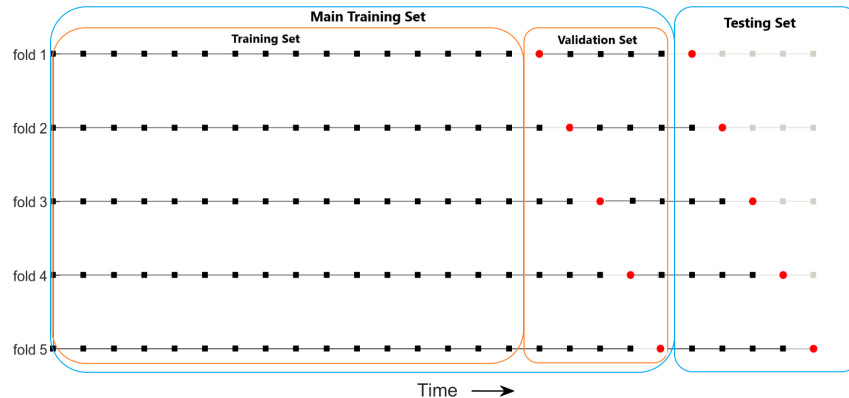 Main Training Set
Testing Set
Training Set
Validation Set
fold 1
fold 2
fold 3
fold 4
fold 5
Time